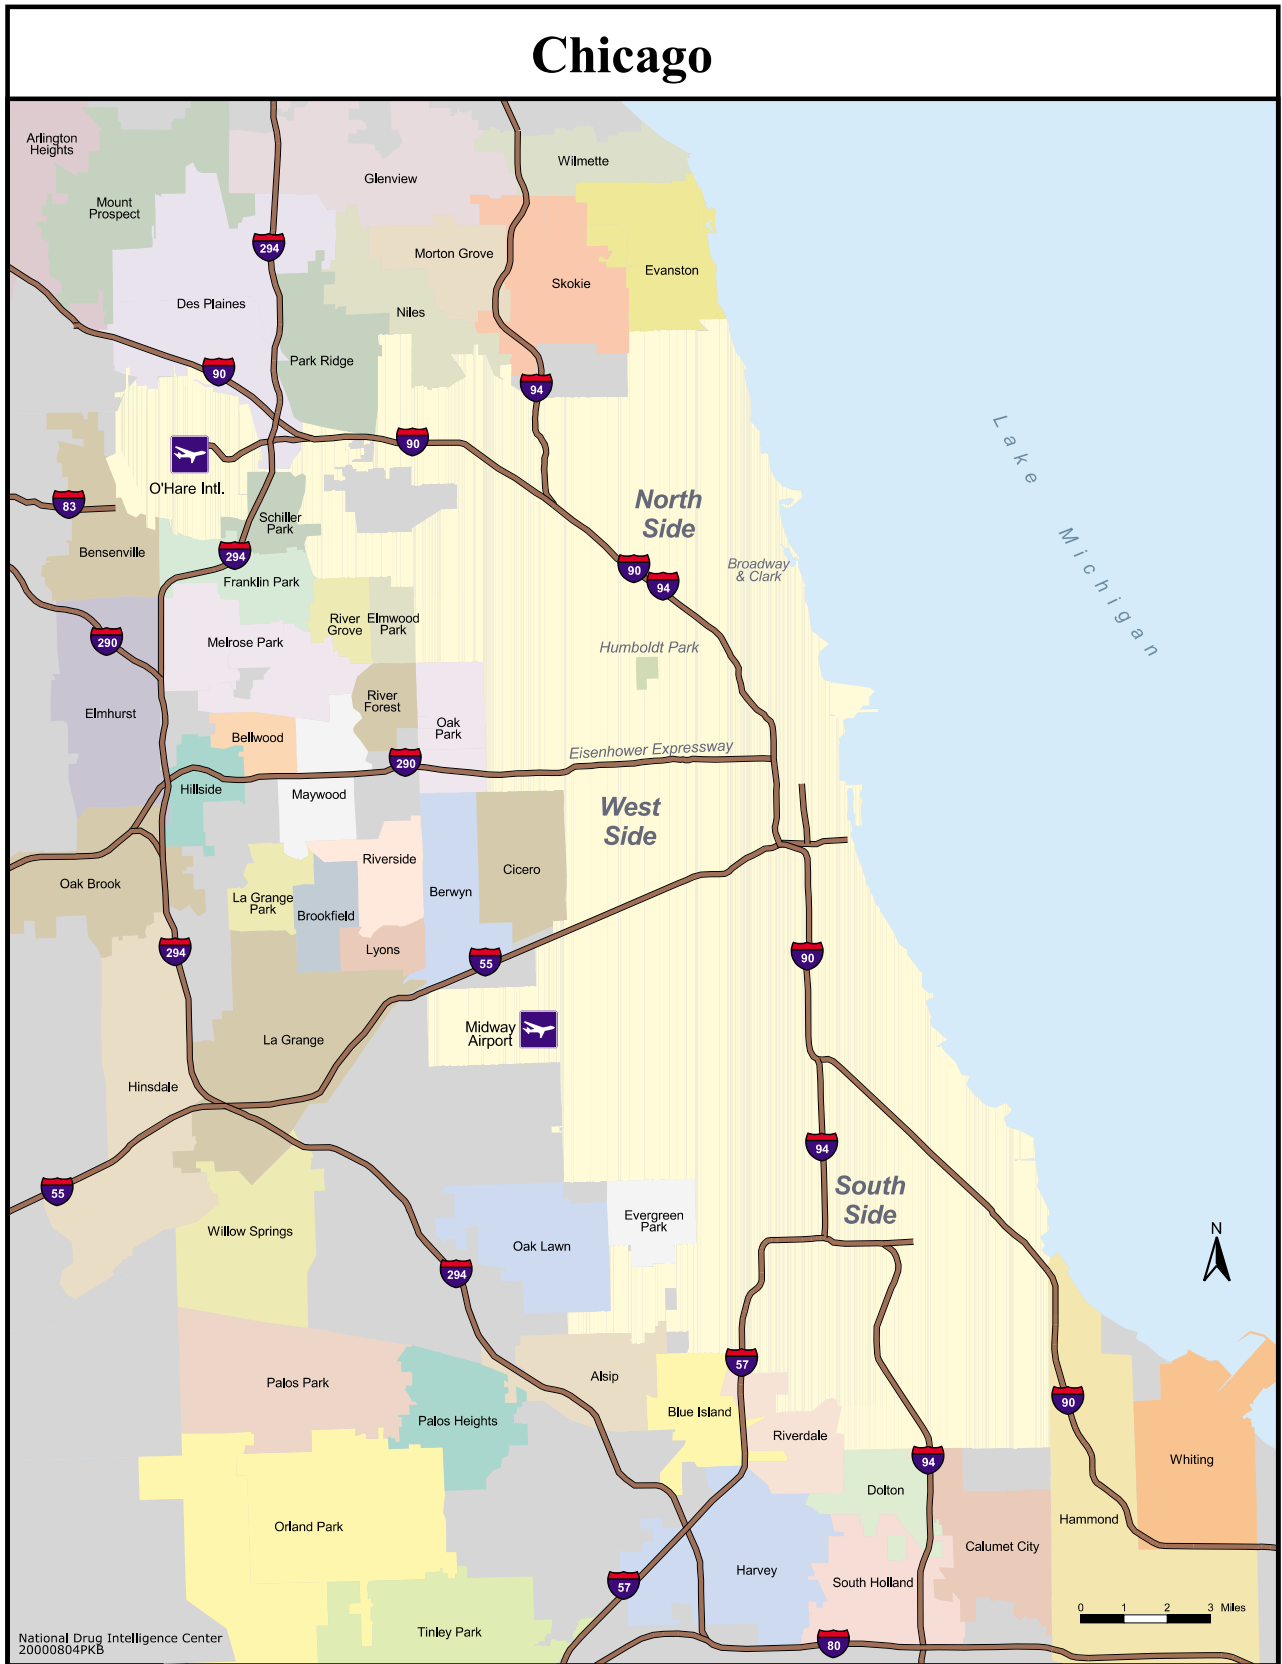 Chicago
Arlington
Heights
Wilmette
Glenview
Mount
Prospect
294
Morton Grove
Evanston
Skokie
Des Plaines
Niles
Park Ridge
90
94
Lake
Michigan
90
O'Hare Intl.
83
North
Side
Schiller
Park
Bensenville
294
Franklin Park
90
94
Broadway
& Clark
River
Grove
Elmwood
Park
290
Melrose Park
Humboldt Park
River
Forest
Elmhurst
Oak
Park
Bellwood
Eisenhower Expressway
290
Hillside
Maywood
West
Side
Riverside
Cicero
Oak Brook
Berwyn
La Grange
Park
Brookfield
Lyons
294
55
90
Midway
Airport
La Grange
Hinsdale
94
55
South
Side
Evergreen
Park
Willow Springs
Oak Lawn
N
294
57
Alsip
Palos Park
90
Blue Island
Palos Heights
Riverdale
94
Whiting
Dolton
Hammond
Orland Park
Calumet City
Harvey
South Holland
57
0 1 2 3 Miles
Tinley Park
80
National Drug Intelligence Center
20000804PKB